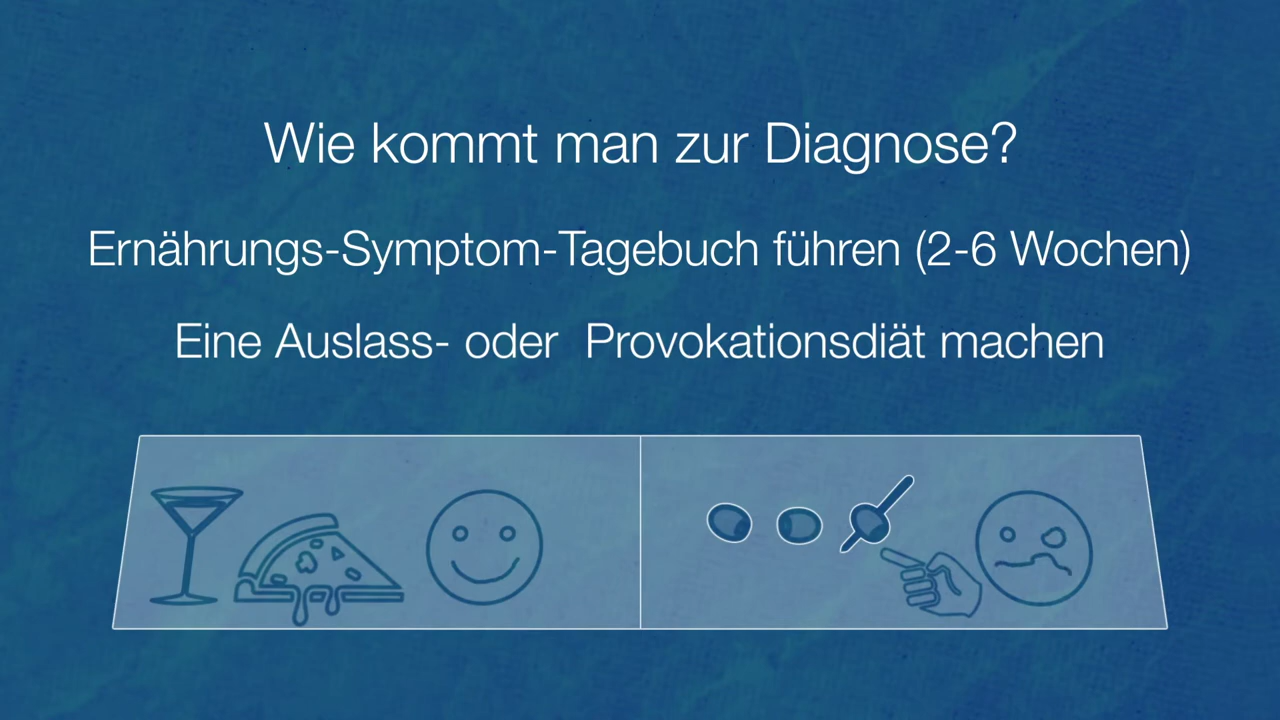 Wie kommt man zur Diagnose?
Ernährungs-Symptom-Tagebuch führen (2-6 Wochen)
Eine Auslass- oder Provokationsdiät machen